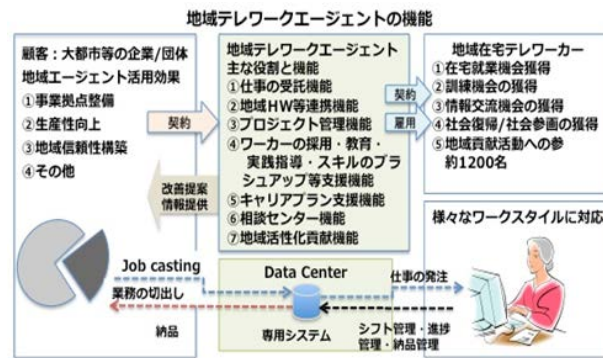 地域テレワークエージェントの機能
顧客：大都市等の企業/団体
地域エージェント活用効果
①事業拠点整備
②生産性向上
③地域信頼性構築
④その他
契約
改善提案
情報提供
地域テレワークエージェント
主な役割と機能
①仕事の受託機能
②地域HW等連携機能
③プロジェクト管理機能
④ワーカーの採用・教育・
実践指導・スキルのブラ
シュアップ等支援機能
⑤キャリアプラン支援機能
⑥相談センター機能
⑦地域活性化貢献機能
契約
雇用
地域在宅テレワーカー
①在宅就業機会獲得
②訓練機会の獲得
③情報交流機会の獲得
④社会復帰/社会参画の獲得
⑤地域貢献活動への参
約1200名
様々なワークスタイルに対応
Job casting
業務の切出し
納品
Data Center
専用システム
仕事の発注
シフト管理・進捗
管理・納品管理